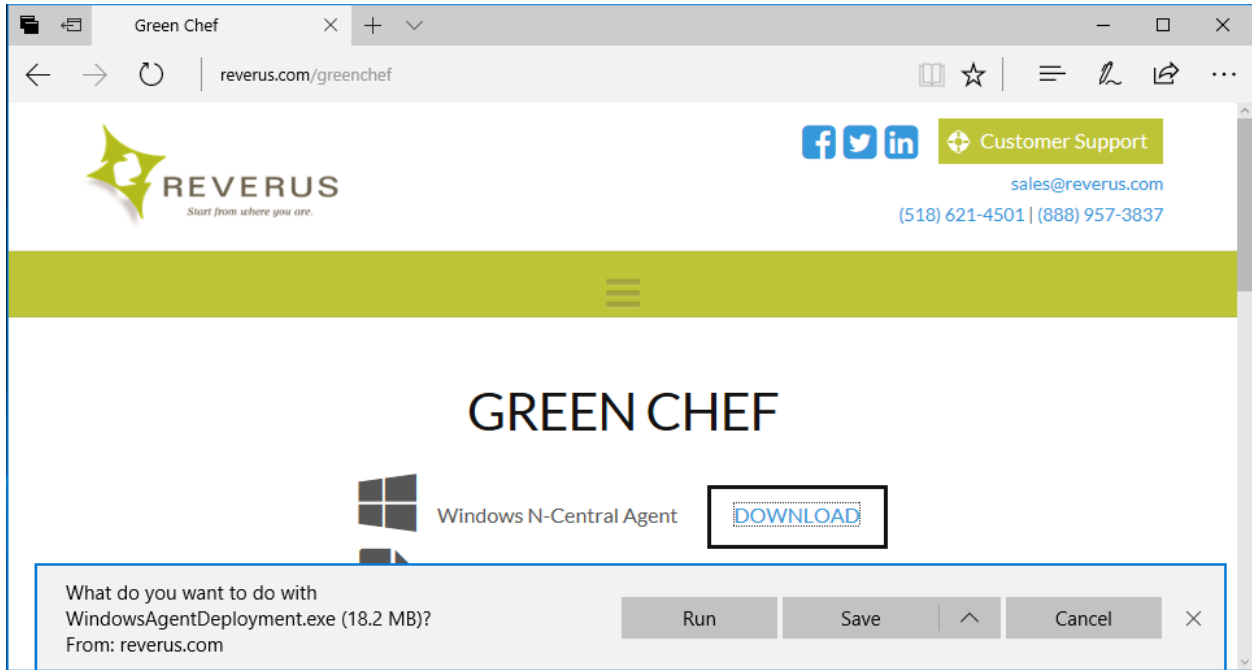 Green Chef
reverus.com/greenchef
REVERUS
Start from where you are.
Customer Support
sales@reverus.com
(518) 621-4501 | (888) 957-3837
GREEN CHEF
Windows N-Central Agent DOWNLOAD
What do you want to do with
WindowsAgentDeployment.exe (18.2 MB)?
From: reverus.com
Run Save Cancel